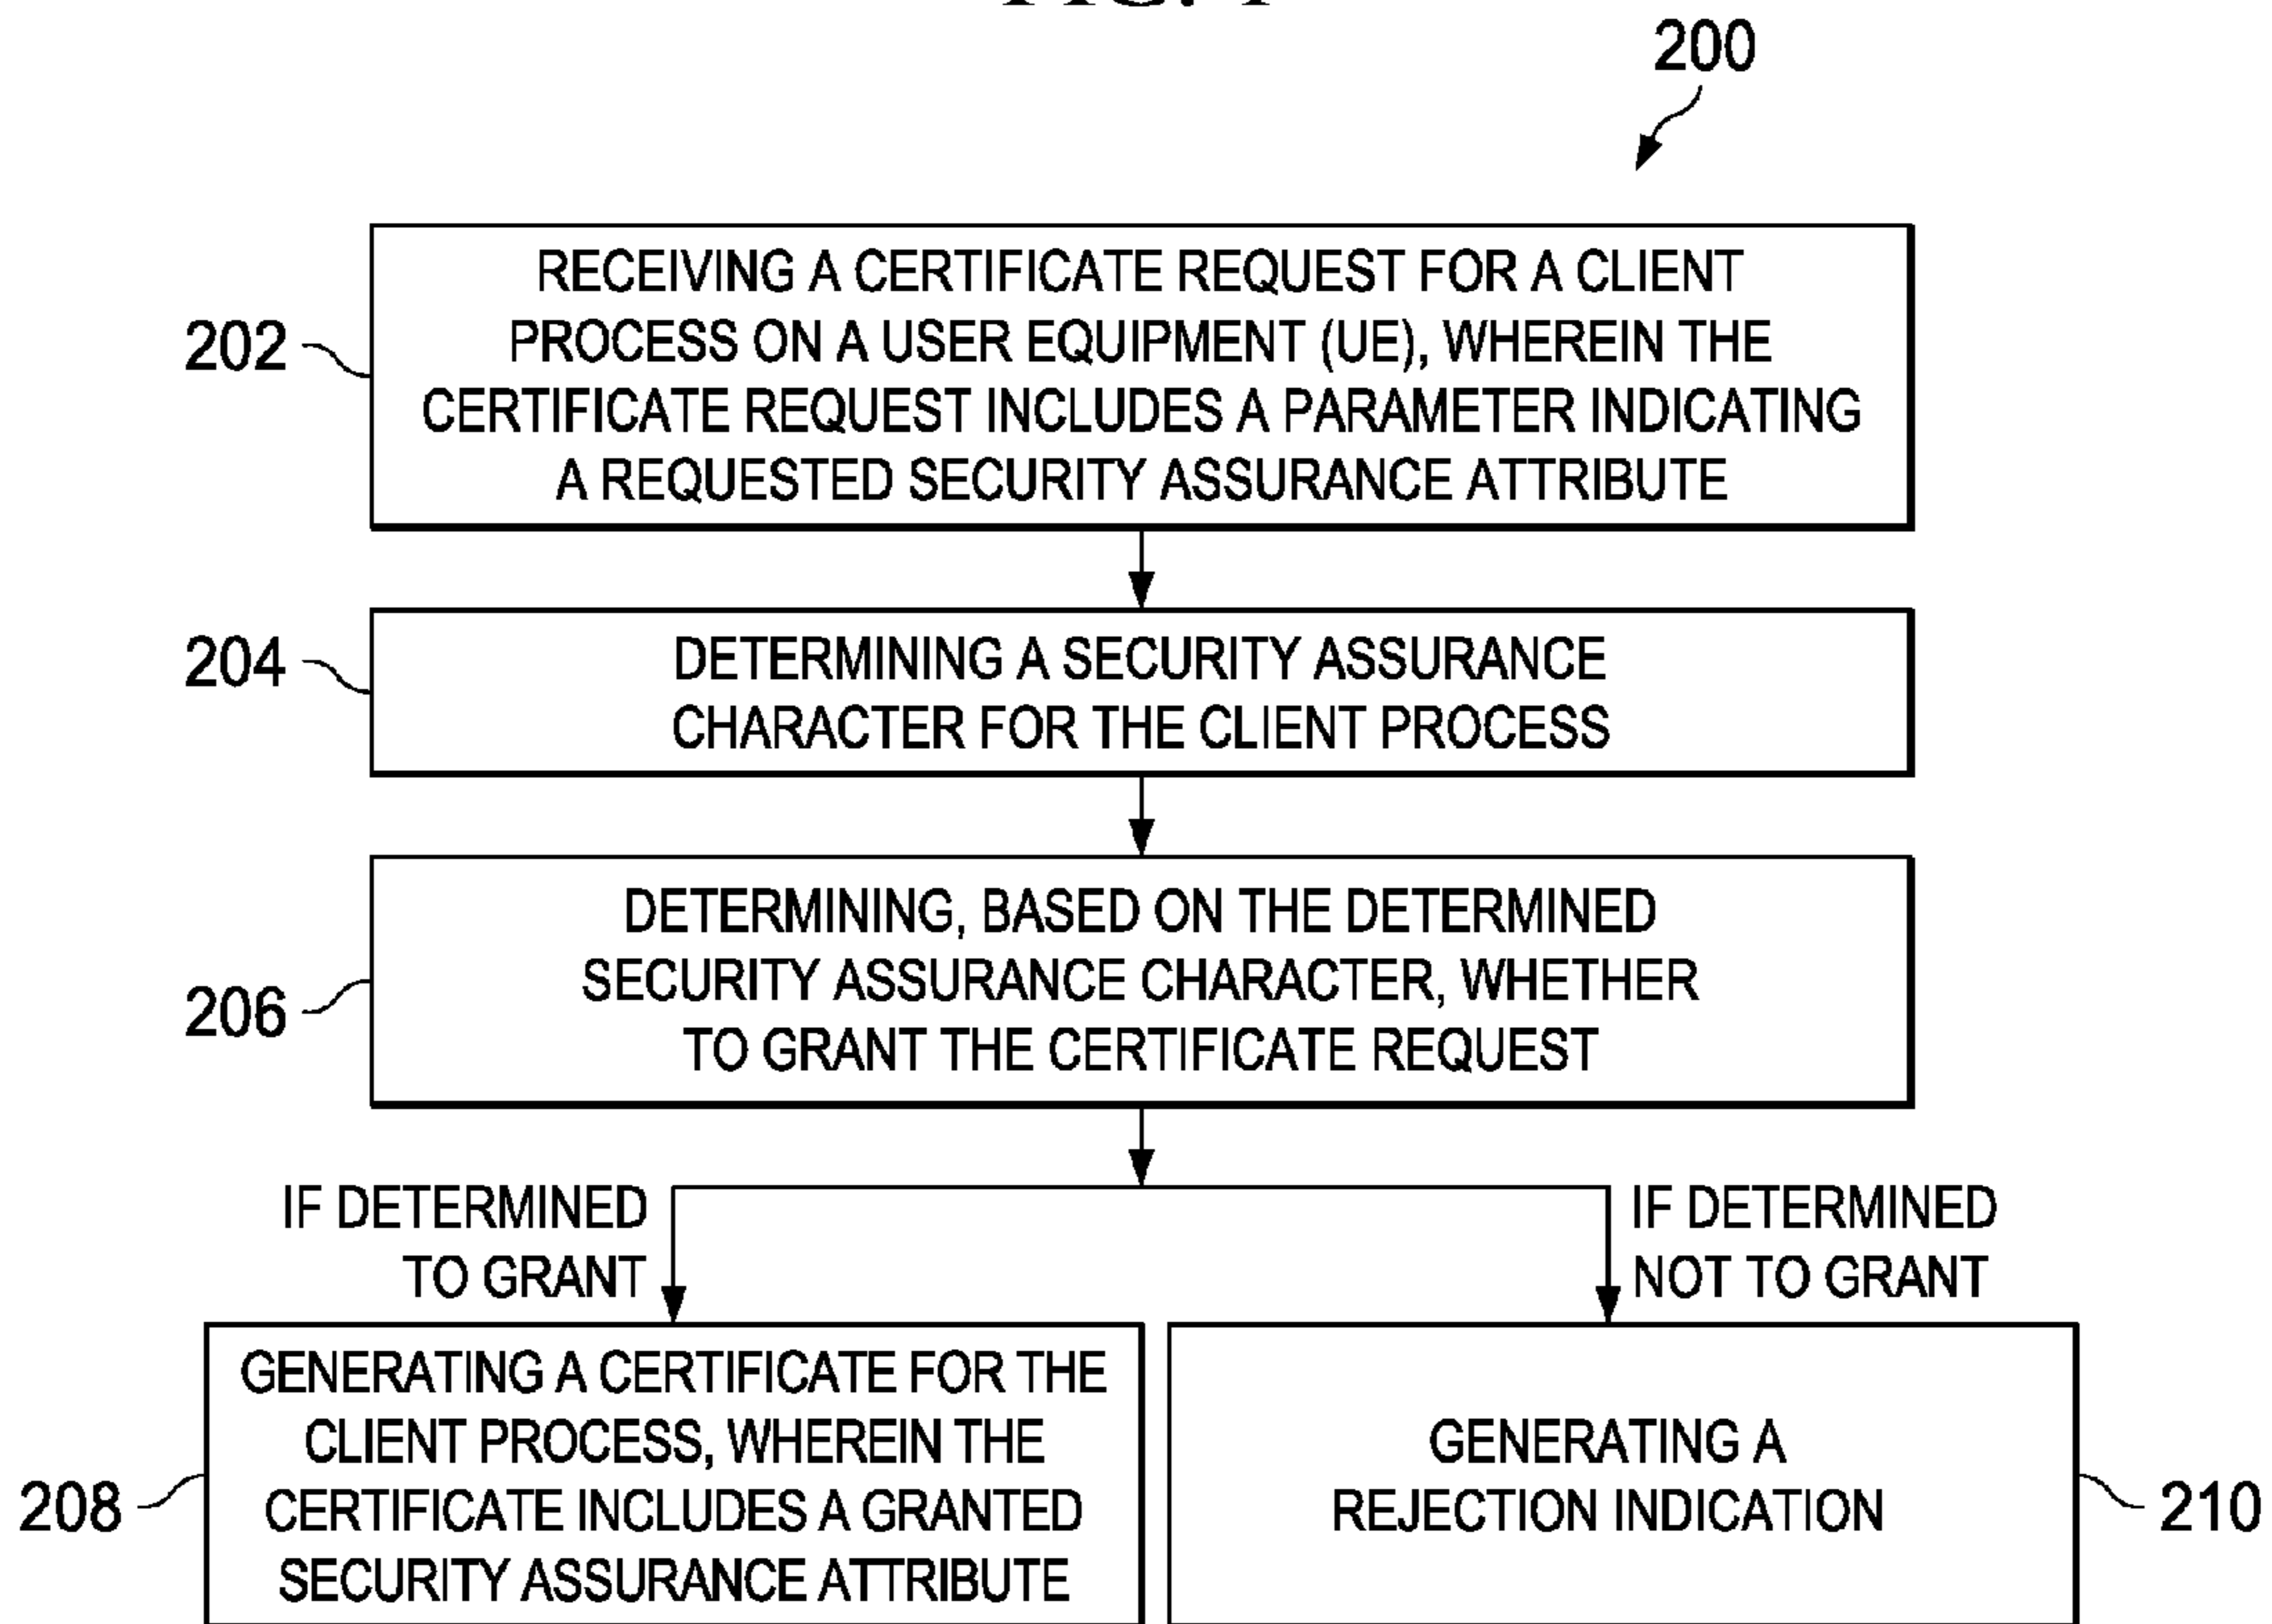 200
RECEIVING A CERTIFICATE REQUEST FOR A CLIENT
PROCESS ON A USER EQUIPMENT (UE), WHEREIN THE
CERTIFICATE REQUEST INCLUDES A PARAMETER INDICATING
A REQUESTED SECURITY ASSURANCE ATTRIBUTE
202
DETERMINING A SECURITY ASSURANCE
CHARACTER FOR THE CLIENT PROCESS
204
DETERMINING, BASED ON THE DETERMINED
SECURITY ASSURANCE CHARACTER, WHETHER
TO GRANT THE CERTIFICATE REQUEST
206
IF DETERMINED
TO GRANT
IF DETERMINED
NOT TO GRANT
GENERATING A CERTIFICATE FOR THE
CLIENT PROCESS, WHEREIN THE
CERTIFICATE INCLUDES A GRANTED
SECURITY ASSURANCE ATTRIBUTE
208
GENERATING A
REJECTION INDICATION
210